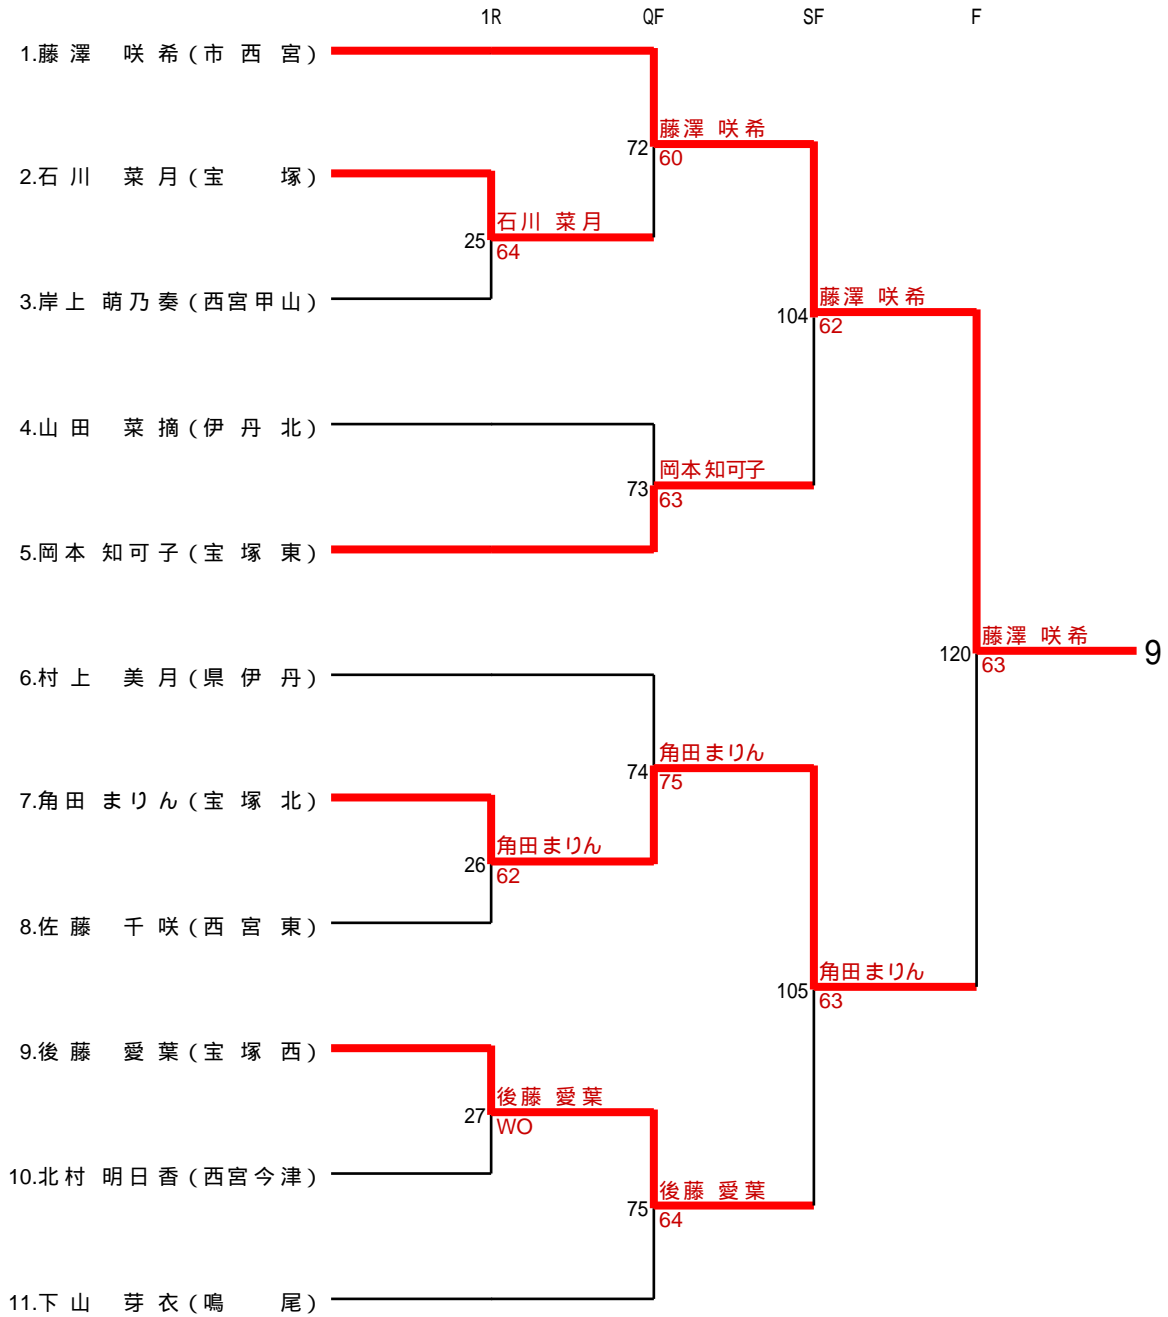 1R QF SF F
1.藤澤 咲希(市西宮)
藤澤 咲希
72
60
2.石川 菜月(宝塚)
石川 菜月
25
64
3.岸上 萌乃奏(西宮甲山)
藤澤 咲希
104
62
4.山田 菜摘(伊丹北)
岡本 知可子
73
63
5.岡本 知可子(宝塚東)
藤澤 咲希
120
63
9
6.村上 美月(県伊丹)
角田 まりん
74
75
7.角田 まりん(宝塚北)
角田 まりん
26
62
8.佐藤 千咲(西宮東)
角田 まりん
105
63
9.後藤 愛葉(宝塚西)
後藤 愛葉
27
WO
10.北村 明日香(西宮今津)
後藤 愛葉
75
64
11.下山 芽衣(鳴尾)